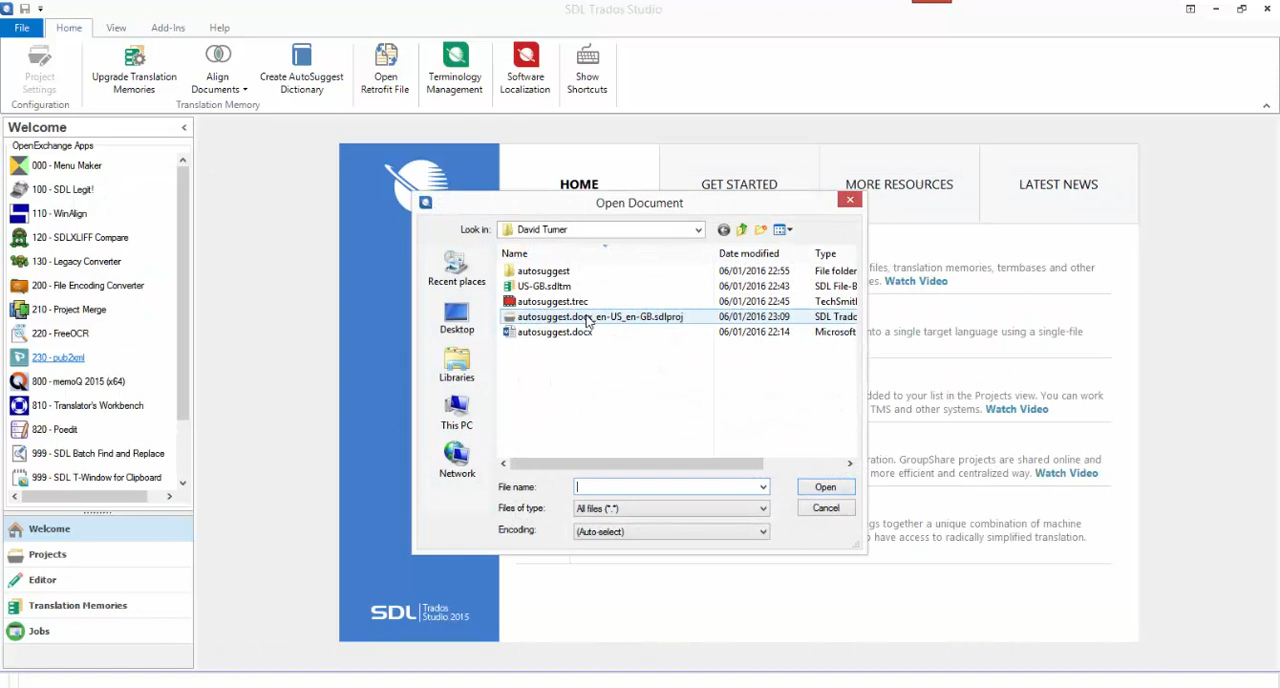 SDL Trados Studio
File Home View Add-Ins Help
Project Settings
Upgrade Translation Memories
Align Documents
Create AutoSuggest Dictionary
Open Retrofit File
Terminology Management
Software Localization
Show Shortcuts
Configuration
Translation Memory
Welcome
OpenExchange Apps
000 - Menu Maker
100 - SDL Legit!
110 - WinAlign
120 - SDLXLIFF Compare
130 - Legacy Converter
200 - File Encoding Converter
210 - Project Merge
220 - FreeOCR
230 - pub2xml
800 - memoQ 2015 (x64)
810 - Translator's Workbench
820 - Poedit
999 - SDL Batch Find and Replace
999 - SDL T-Window for Clipboard
Welcome
Projects
Editor
Translation Memories
Jobs
HOME GET STARTED MORE RESOURCES LATEST NEWS
Open Document
Look in: David Turner
Name Date modified Type
autosuggest 06/01/2016 22:55 File folder
US-GB.sdltm 06/01/2016 22:43 SDL File-B
autosuggest.trec 06/01/2016 22:45 TechSmith
autosuggest.docx_en-US_en-GB.sdlproj 06/01/2016 23:09 SDL Trado
autosuggest.docx 06/01/2016 22:14 Microsoft
Recent places
Desktop
Libraries
This PC
Network
File name:
Open
Files of type: All files (*.*)
Cancel
Encoding: (Auto-select)
files, translation memories, termbases and other
es. Watch Video
nto a single target language using a single-file
dded to your list in the Projects view. You can work
TMS and other systems. Watch Video
ration. GroupShare projects are shared online and
more efficient and centralized way. Watch Video
ngs together a unique combination of machine
have access to radically simplified translation.
SDL Trados Studio 2015